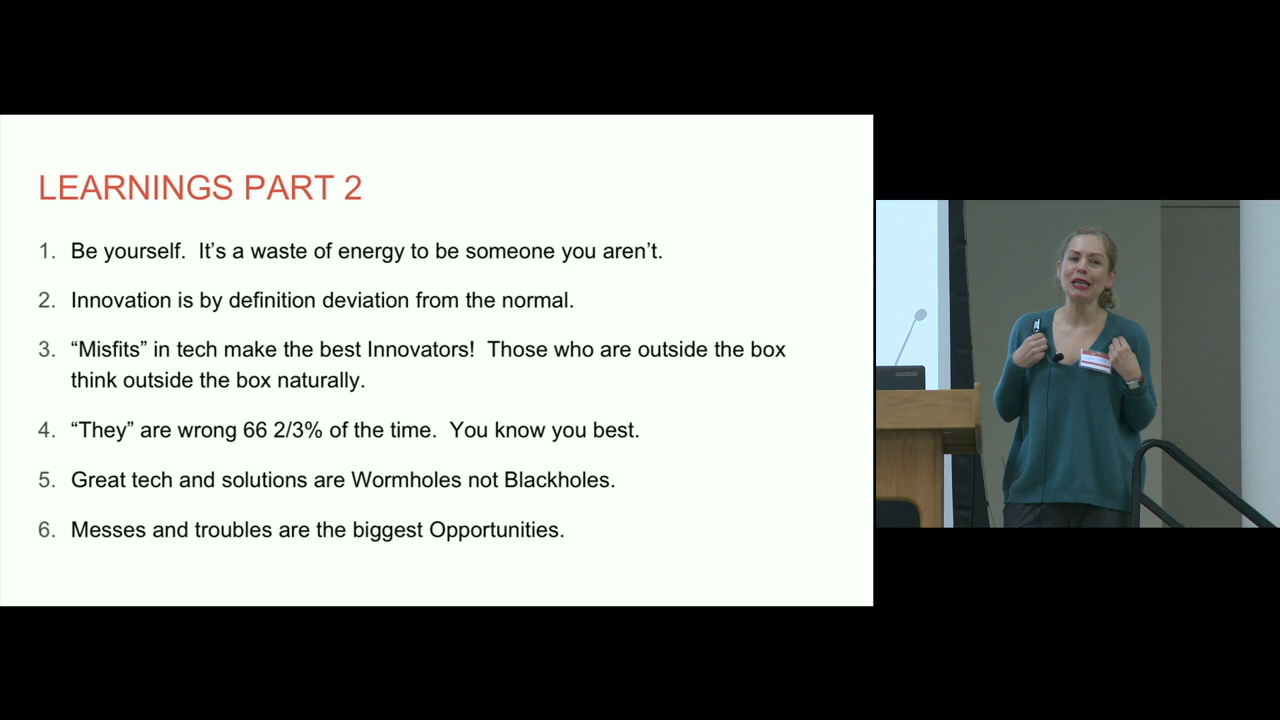 LEARNINGS PART 2
1. Be yourself.  It’s a waste of energy to be someone you aren’t.
2. Innovation is by definition deviation from the normal.
3. “Misfits” in tech make the best Innovators!  Those who are outside the box
think outside the box naturally.
4. “They” are wrong 66 2/3% of the time.  You know you best.
5. Great tech and solutions are Wormholes not Blackholes.
6. Messes and troubles are the biggest Opportunities.